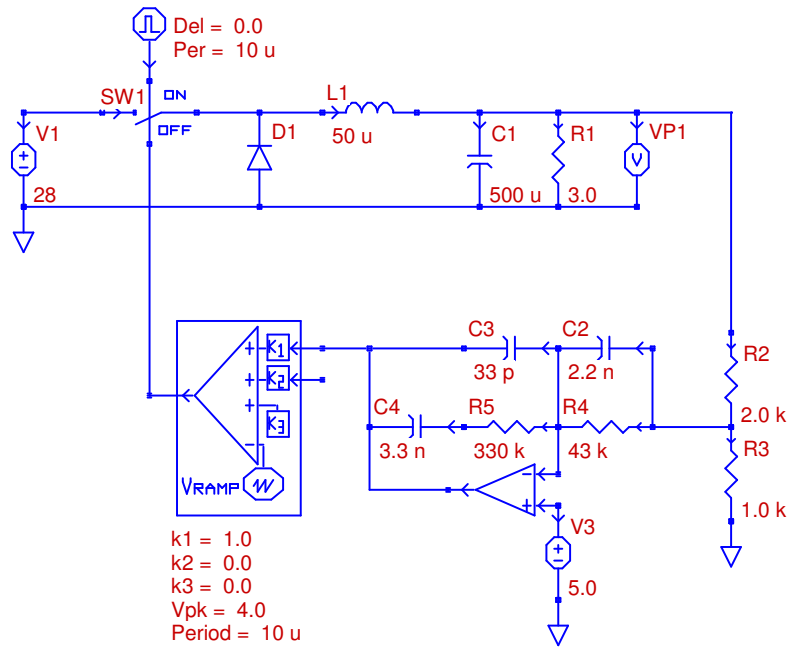 Del = 0.0
Per = 10 u
SW1
ON
OFF
V1
28
D1
L1
50 u
C1
500 u
R1
3.0
VP1
V
R2
2.0 k
R3
1.0 k
C3
33 p
C2
2.2 n
C4
3.3 n
R5
330 k
R4
43 k
V3
5.0
K1
K2
K3
VRAMP
k1 = 1.0
k2 = 0.0
k3 = 0.0
Vpk = 4.0
Period = 10 u